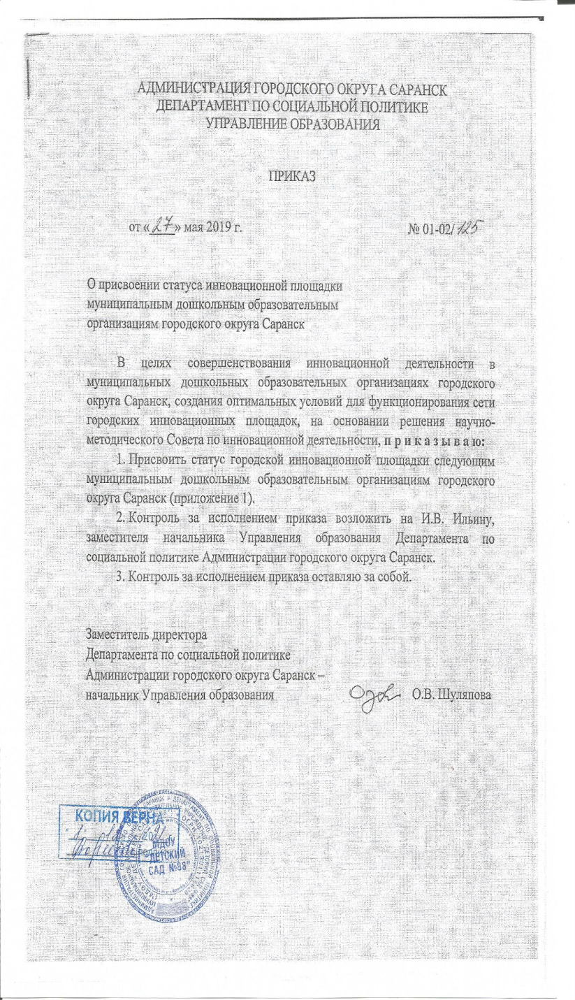 АДМИНИСТРАЦИЯ ГОРОДСКОГО ОКРУГА САРАНСК
ДЕПАРТАМЕНТ ПО СОЦИАЛЬНОЙ ПОЛИТИКЕ
УПРАВЛЕНИЕ ОБРАЗОВАНИЯ
ПРИКАЗ
от «27» мая 2019 г. № 01-02/125
О присвоении статуса инновационной площадки
муниципальным дошкольным образовательным
организациям городского округа Саранск
В целях совершенствования инновационной деятельности в
муниципальных дошкольных образовательных организациях городского
округа Саранск, создания оптимальных условий для функционирования сети
городских инновационных площадок, на основании решения научно-
методического Совета по инновационной деятельности, п р и к а з ы в а ю:
1. Присвоить статус городской инновационной площадки следующим
муниципальным дошкольным образовательным организациям городского
округа Саранск (приложение 1).
2. Контроль за исполнением приказа возложить на И.В. Ильину,
заместителя начальника Управления образования Департамента по
социальной политике Администрации городского округа Саранск.
3. Контроль за исполнением приказа оставляю за собой.
Заместитель директора
Департамента по социальной политике
Администрации городского округа Саранск –
начальник Управления образования О.В. Шуляпова
КОПИЯ ВЕРНА
МДОУ
"ДЕТСКИЙ
САД №88"